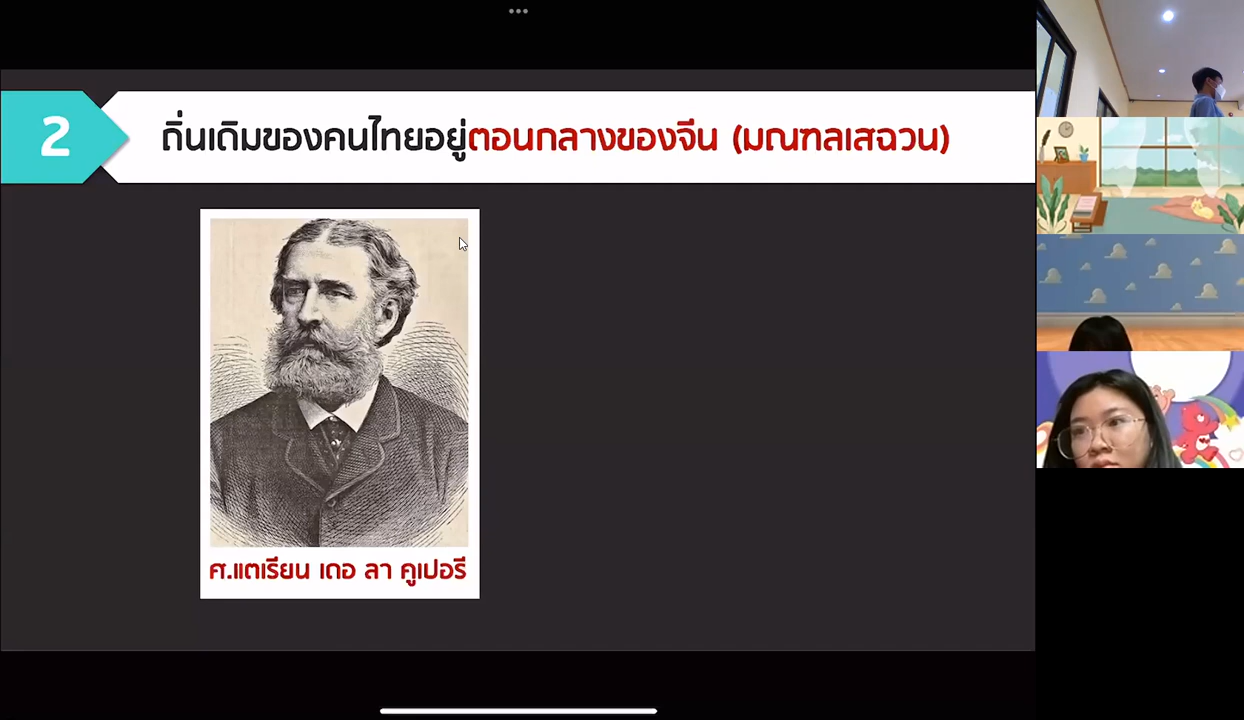 2
ถิ่นเดิมของคนไทยอยู่ตอนกลางของจีน (มณฑลเสฉวน)
ศ.แตเรียน เดอ ลา คูเปอรี